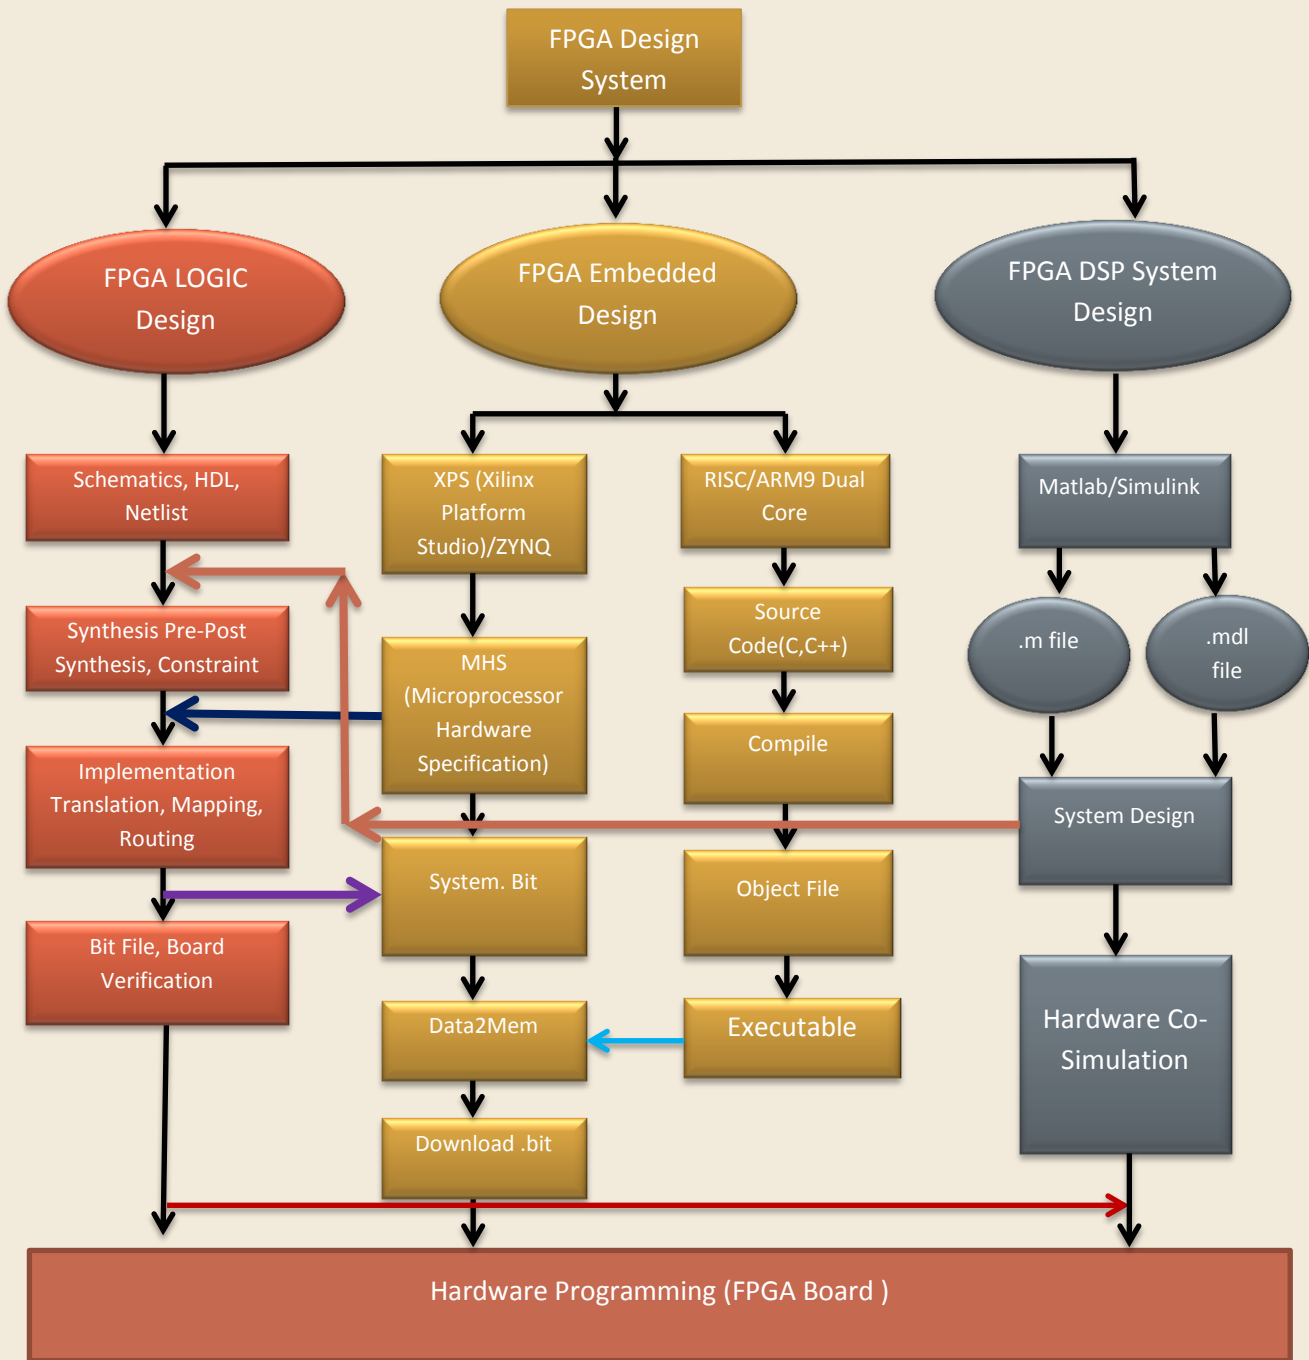 FPGA Design
System
FPGA LOGIC
Design
FPGA Embedded
Design
FPGA DSP System
Design
Schematics, HDL,
Netlist
XPS (Xilinx
Platform
Studio)/ZYNQ
RISC/ARM9 Dual
Core
Matlab/Simulink
Synthesis Pre-Post
Synthesis, Constraint
MHS
(Microprocessor
Hardware
Specification)
Source
Code(C,C++)
.m file
.mdl
file
Implementation
Translation, Mapping,
Routing
Compile
System Design
System. Bit
Object File
Bit File, Board
Verification
Data2Mem
Executable
Hardware Co-
Simulation
Download .bit
Hardware Programming (FPGA Board )